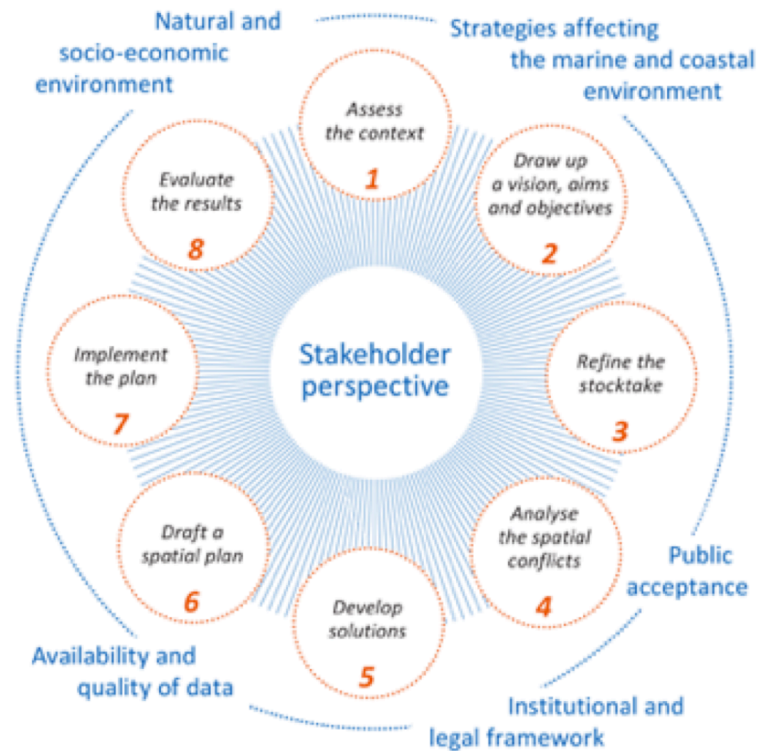 Natural and
socio-economic
environment
Strategies affecting
the marine and coastal
environment
Assess
the context
1
Draw up
a vision, aims
and objectives
2
Refine the
stocktake
3
Analyse
the spatial
conflicts
4
Develop
solutions
5
Draft a
spatial plan
6
Implement
the plan
7
Evaluate
the results
8
Stakeholder
perspective
Public
acceptance
Institutional and
legal framework
Availability and
quality of data